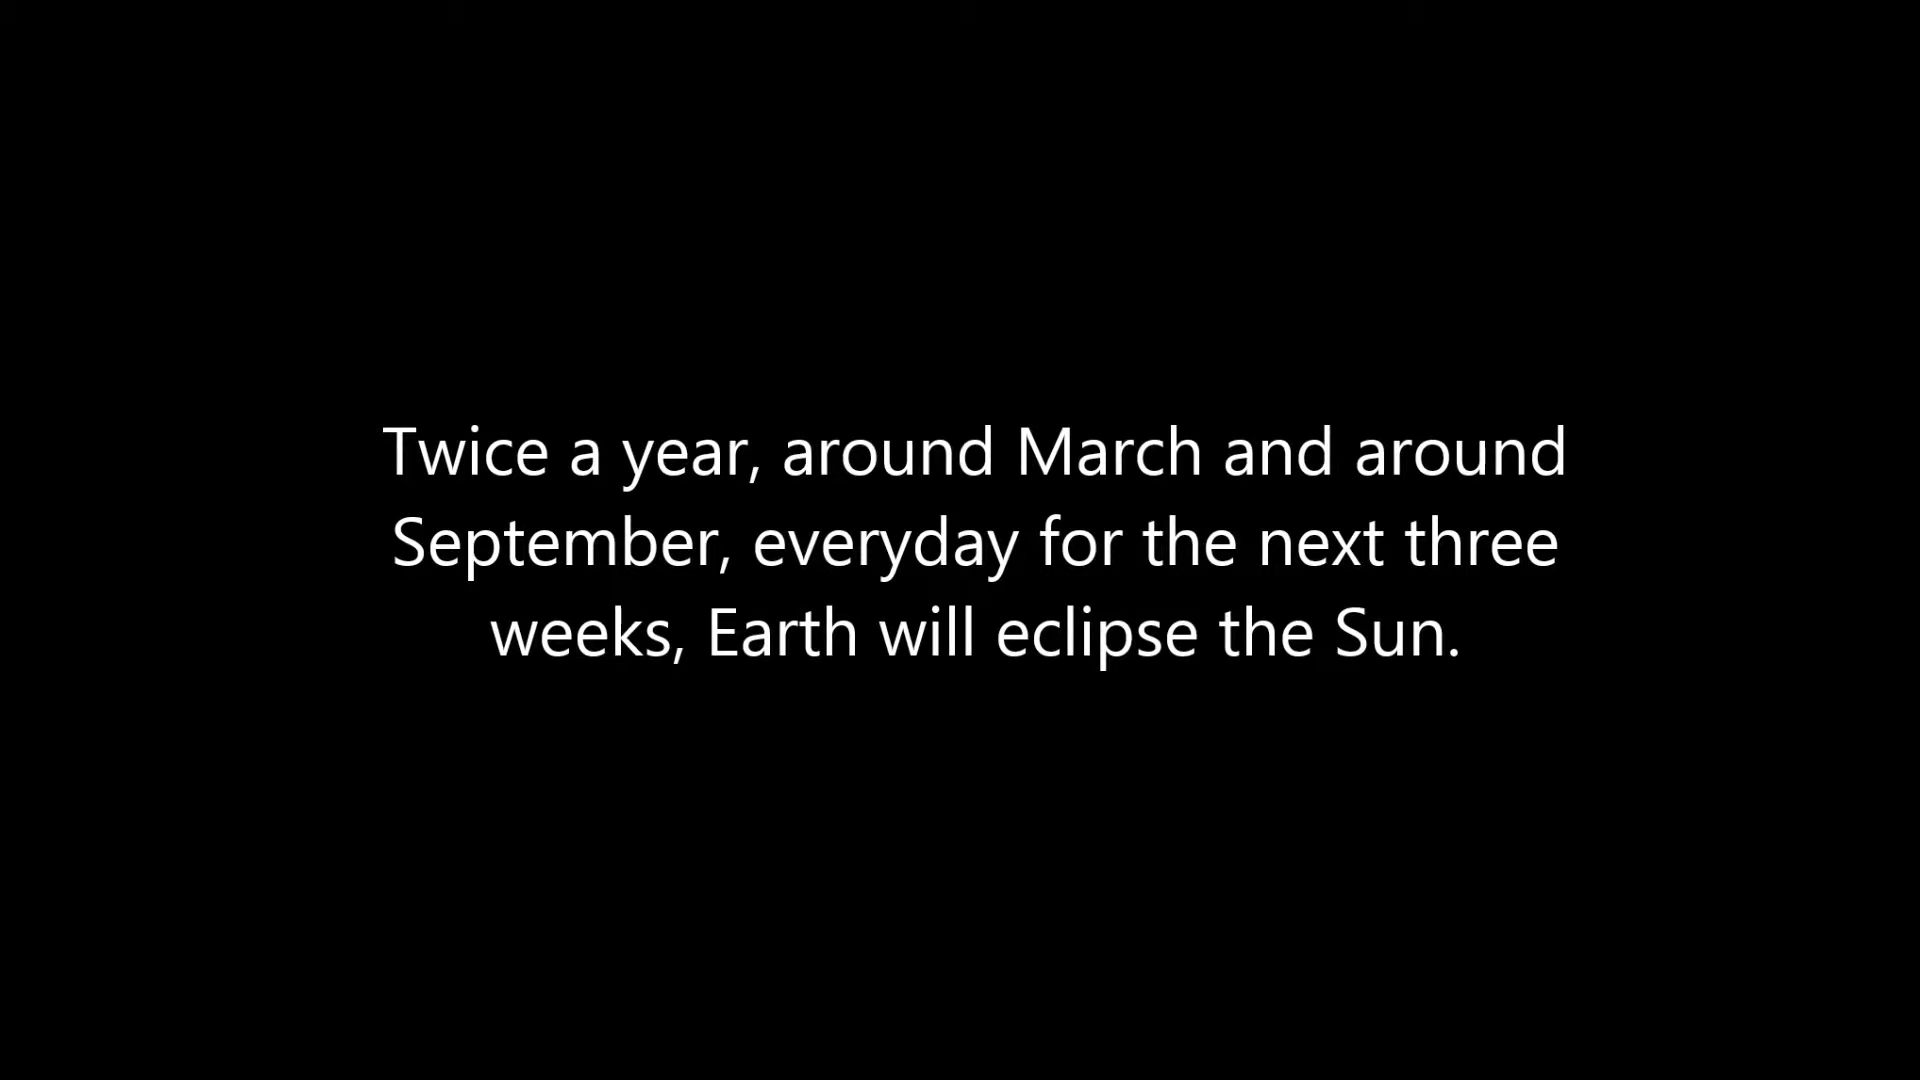 Twice a year, around March and around
September, everyday for the next three
weeks, Earth will eclipse the Sun.